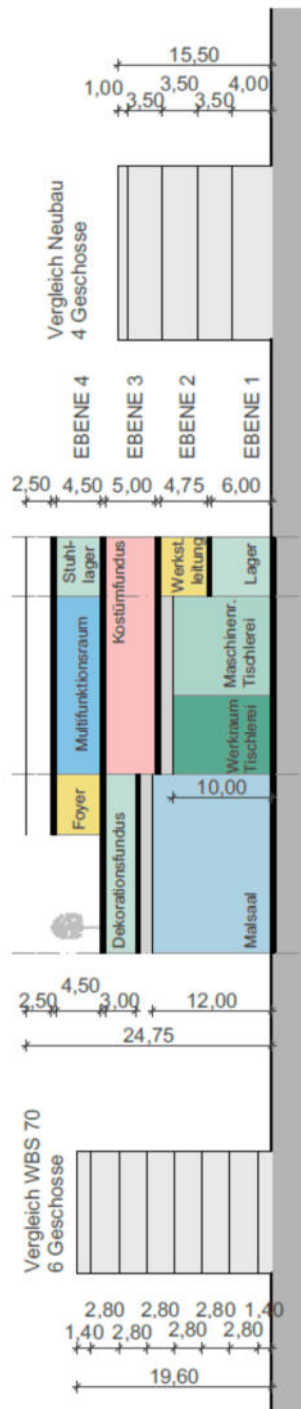 Vergleich WBS 70
6 Geschosse
19,60
1,40
2,80
2,80
2,80
2,80
2,80
2,80
1,40
24,75
2,50
4,50
3,00
12,00
Foyer
Multifunktionsraum
Stuhl-
lager
Dekorationsfundus
Kostümfundus
Werkst.
leitung
Malsaal
10,00
Werkraum
Tischlerei
Maschinenr.
Tischlerei
Lager
2,50
4,50
5,00
4,75
6,00
EBENE 4
EBENE 3
EBENE 2
EBENE 1
Vergleich Neubau
4 Geschosse
1,00
3,50
3,50
3,50
4,00
15,50